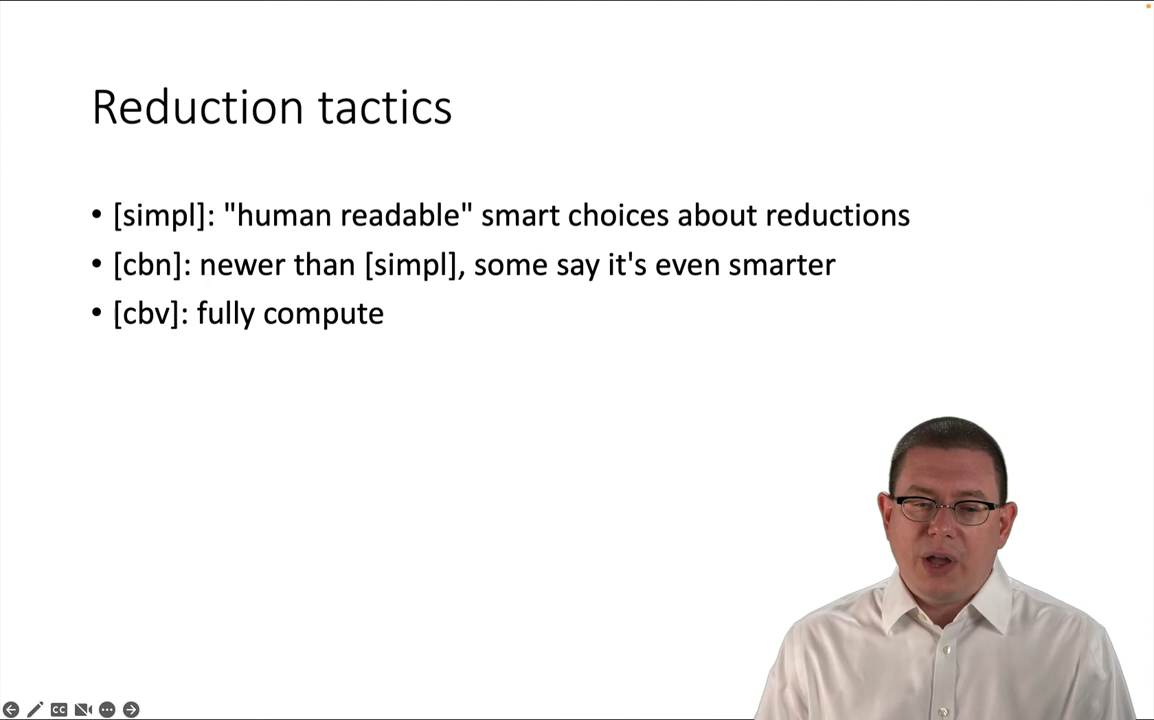 Reduction tactics
• [simpl]: "human readable" smart choices about reductions
• [cbn]: newer than [simpl], some say it's even smarter
• [cbv]: fully compute
CC